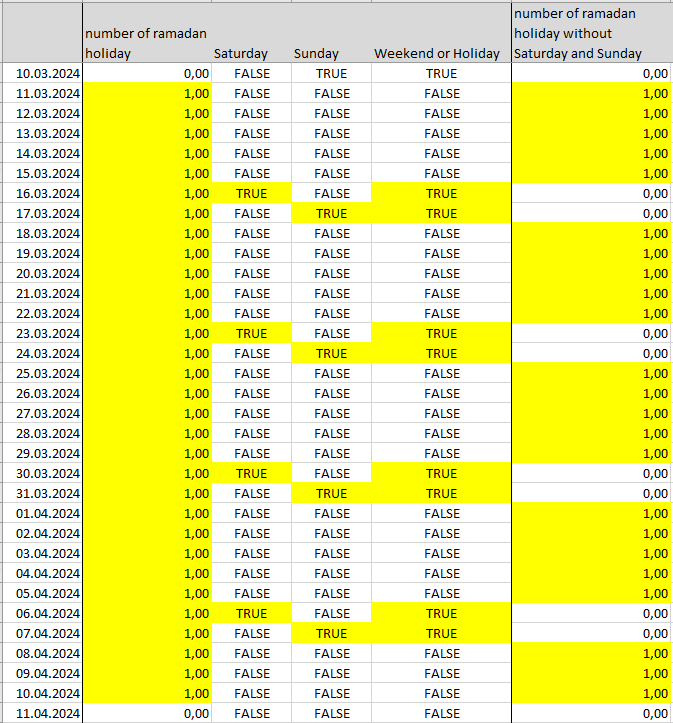 number of ramadan holiday Saturday Sunday Weekend or Holiday number of ramadan holiday without Saturday and Sunday
10.03.2024 0,00 FALSE TRUE TRUE 0,00
11.03.2024 1,00 FALSE FALSE FALSE 1,00
12.03.2024 1,00 FALSE FALSE FALSE 1,00
13.03.2024 1,00 FALSE FALSE FALSE 1,00
14.03.2024 1,00 FALSE FALSE FALSE 1,00
15.03.2024 1,00 FALSE FALSE FALSE 1,00
16.03.2024 1,00 TRUE FALSE TRUE 0,00
17.03.2024 1,00 FALSE TRUE TRUE 0,00
18.03.2024 1,00 FALSE FALSE FALSE 1,00
19.03.2024 1,00 FALSE FALSE FALSE 1,00
20.03.2024 1,00 FALSE FALSE FALSE 1,00
21.03.2024 1,00 FALSE FALSE FALSE 1,00
22.03.2024 1,00 FALSE FALSE FALSE 1,00
23.03.2024 1,00 TRUE FALSE TRUE 0,00
24.03.2024 1,00 FALSE TRUE TRUE 0,00
25.03.2024 1,00 FALSE FALSE FALSE 1,00
26.03.2024 1,00 FALSE FALSE FALSE 1,00
27.03.2024 1,00 FALSE FALSE FALSE 1,00
28.03.2024 1,00 FALSE FALSE FALSE 1,00
29.03.2024 1,00 FALSE FALSE FALSE 1,00
30.03.2024 1,00 TRUE FALSE TRUE 0,00
31.03.2024 1,00 FALSE TRUE TRUE 0,00
01.04.2024 1,00 FALSE FALSE FALSE 1,00
02.04.2024 1,00 FALSE FALSE FALSE 1,00
03.04.2024 1,00 FALSE FALSE FALSE 1,00
04.04.2024 1,00 FALSE FALSE FALSE 1,00
05.04.2024 1,00 FALSE FALSE FALSE 1,00
06.04.2024 1,00 TRUE FALSE TRUE 0,00
07.04.2024 1,00 FALSE TRUE TRUE 0,00
08.04.2024 1,00 FALSE FALSE FALSE 1,00
09.04.2024 1,00 FALSE FALSE FALSE 1,00
10.04.2024 1,00 FALSE FALSE FALSE 1,00
11.04.2024 0,00 FALSE FALSE FALSE 0,00